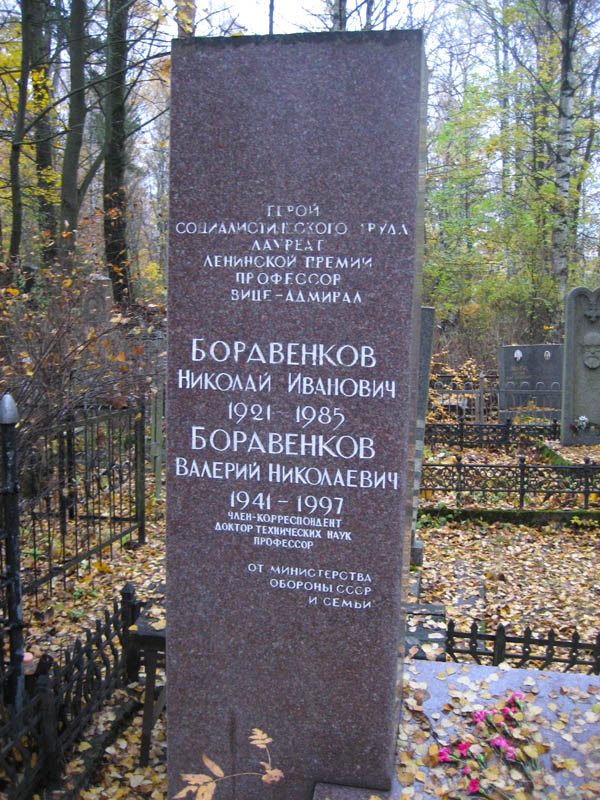 ГЕРОЙ
СОЦИАЛИСТИЧЕСКОГО ТРУДА
ЛАУРЕАТ
ЛЕНИНСКОЙ ПРЕМИИ
ПРОФЕССОР
ВИЦЕ-АДМИРАЛ
БОРАВЕНКОВ
НИКОЛАЙ ИВАНОВИЧ
1921-1985
БОРАВЕНКОВ
ВАЛЕРИЙ НИКОЛАЕВИЧ
1941-1997
ЧЛЕН-КОРРЕСПОНДЕНТ
ДОКТОР ТЕХНИЧЕСКИХ НАУК
ПРОФЕССОР
ОТ МИНИСТЕРСТВА
ОБОРОНЫ СССР
И СЕМЬИ